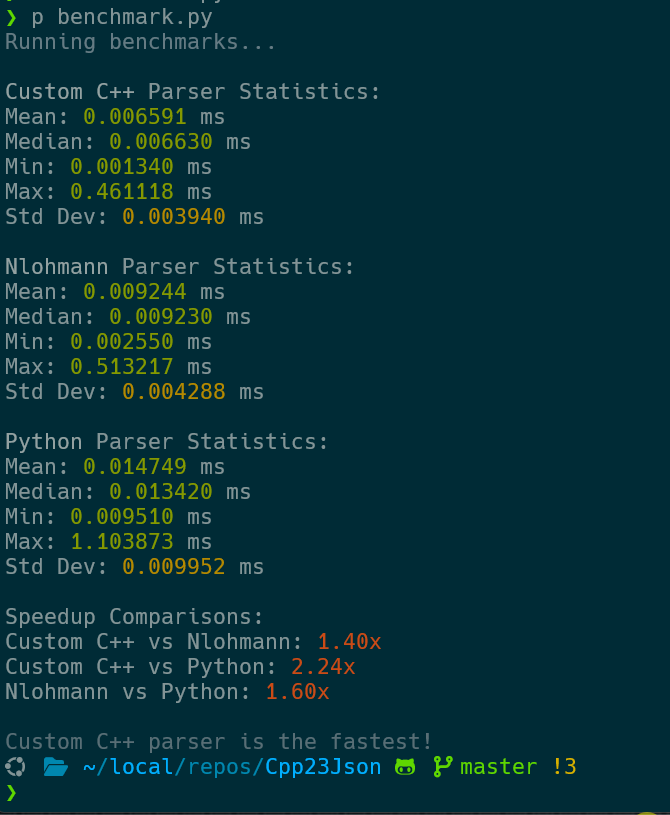 ❯ p benchmark.py
Running benchmarks...
Custom C++ Parser Statistics:
Mean: 0.006591 ms
Median: 0.006630 ms
Min: 0.001340 ms
Max: 0.461118 ms
Std Dev: 0.003940 ms
Nlohmann Parser Statistics:
Mean: 0.009244 ms
Median: 0.009230 ms
Min: 0.002550 ms
Max: 0.513217 ms
Std Dev: 0.004288 ms
Python Parser Statistics:
Mean: 0.014749 ms
Median: 0.013420 ms
Min: 0.009510 ms
Max: 1.103873 ms
Std Dev: 0.009952 ms
Speedup Comparisons:
Custom C++ vs Nlohmann: 1.40x
Custom C++ vs Python: 2.24x
Nlohmann vs Python: 1.60x
Custom C++ parser is the fastest!
~/local/repos/Cpp23Json master !3
❯